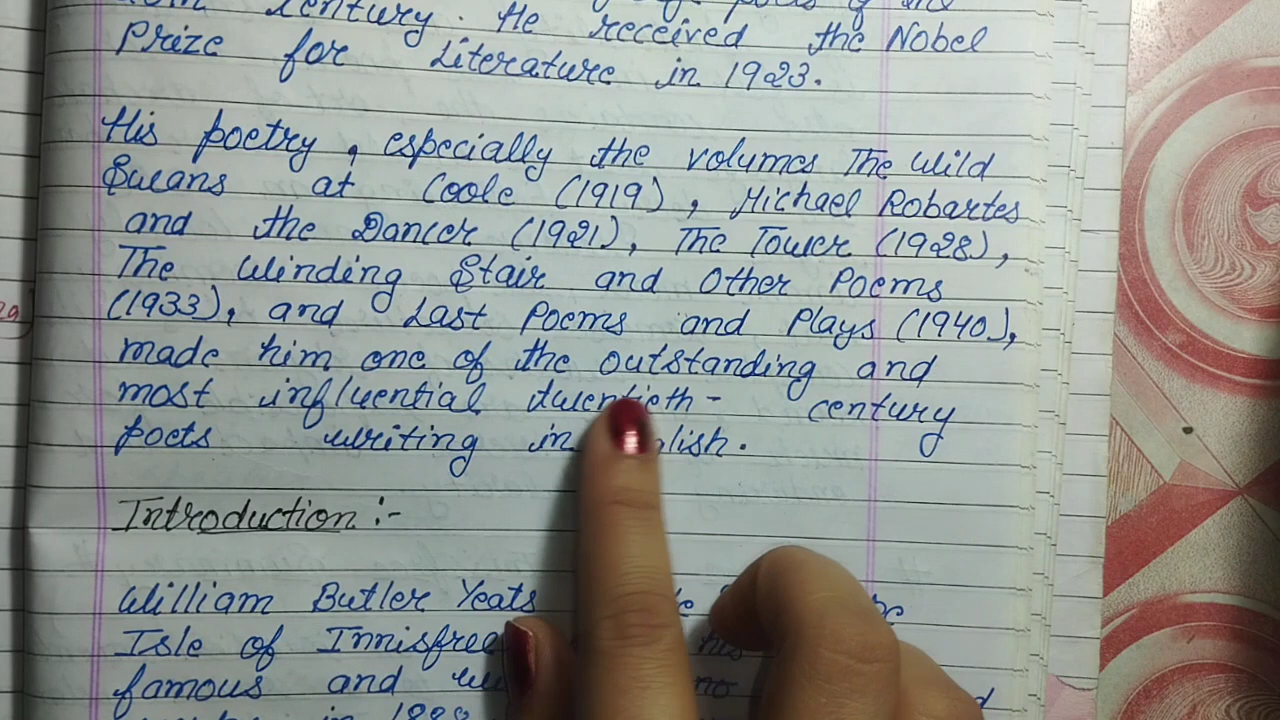 century. He received the Nobel
Prize for Literature in 1923.
His poetry, especially the volumes The Wild
Swans at Coole (1919), Michael Robartes
and the Dancer (1921), The Tower (1928),
The Winding Stair and Other Poems
(1933), and Last Poems and Plays (1940),
made him one of the outstanding and
most influential twentieth- century
poets writing in
Introduction :-
William Butler Yeats
Isle of Innisfree his
famous and
in